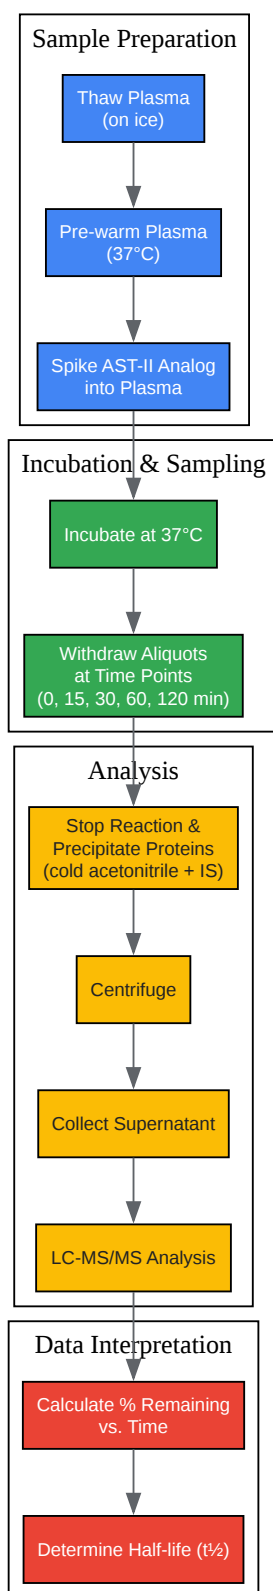 Sample Preparation
Thaw Plasma
(on ice)
Pre-warm Plasma
(37°C)
Spike AST-II Analog
into Plasma
Incubation & Sampling
Incubate at 37°C
Withdraw Aliquots
at Time Points
(0, 15, 30, 60, 120 min)
Analysis
Stop Reaction &
Precipitate Proteins
(cold acetonitrile + IS)
Centrifuge
Collect Supernatant
LC-MS/MS Analysis
Data Interpretation
Calculate % Remaining
vs. Time
Determine Half-life (t½)